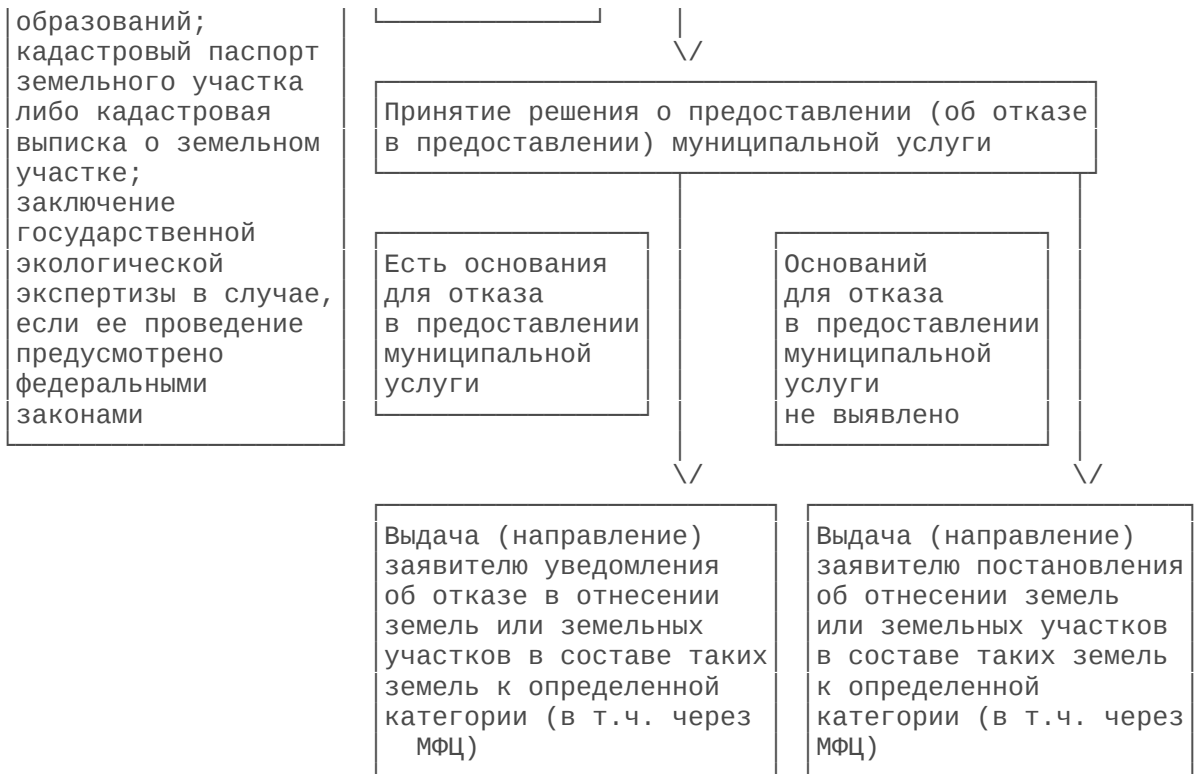 образований;
кадастровый паспорт
земельного участка
либо кадастровая
выписка о земельном
участке;
заключение
государственной
экологической
экспертизы в случае,
если ее проведение
предусмотрено
федеральными
законами
Принятие решения о предоставлении (об отказе
в предоставлении) муниципальной услуги
Есть основания
для отказа
в предоставлении
муниципальной
услуги
Оснований
для отказа
в предоставлении
муниципальной
услуги
не выявлено
Выдача (направление)
заявителю уведомления
об отказе в отнесении
земель или земельных
участков в составе таких
земель к определенной
категории (в т.ч. через
МФЦ)
Выдача (направление)
заявителю постановления
об отнесении земель
или земельных участков
в составе таких земель
к определенной
категории (в т.ч. через
МФЦ)